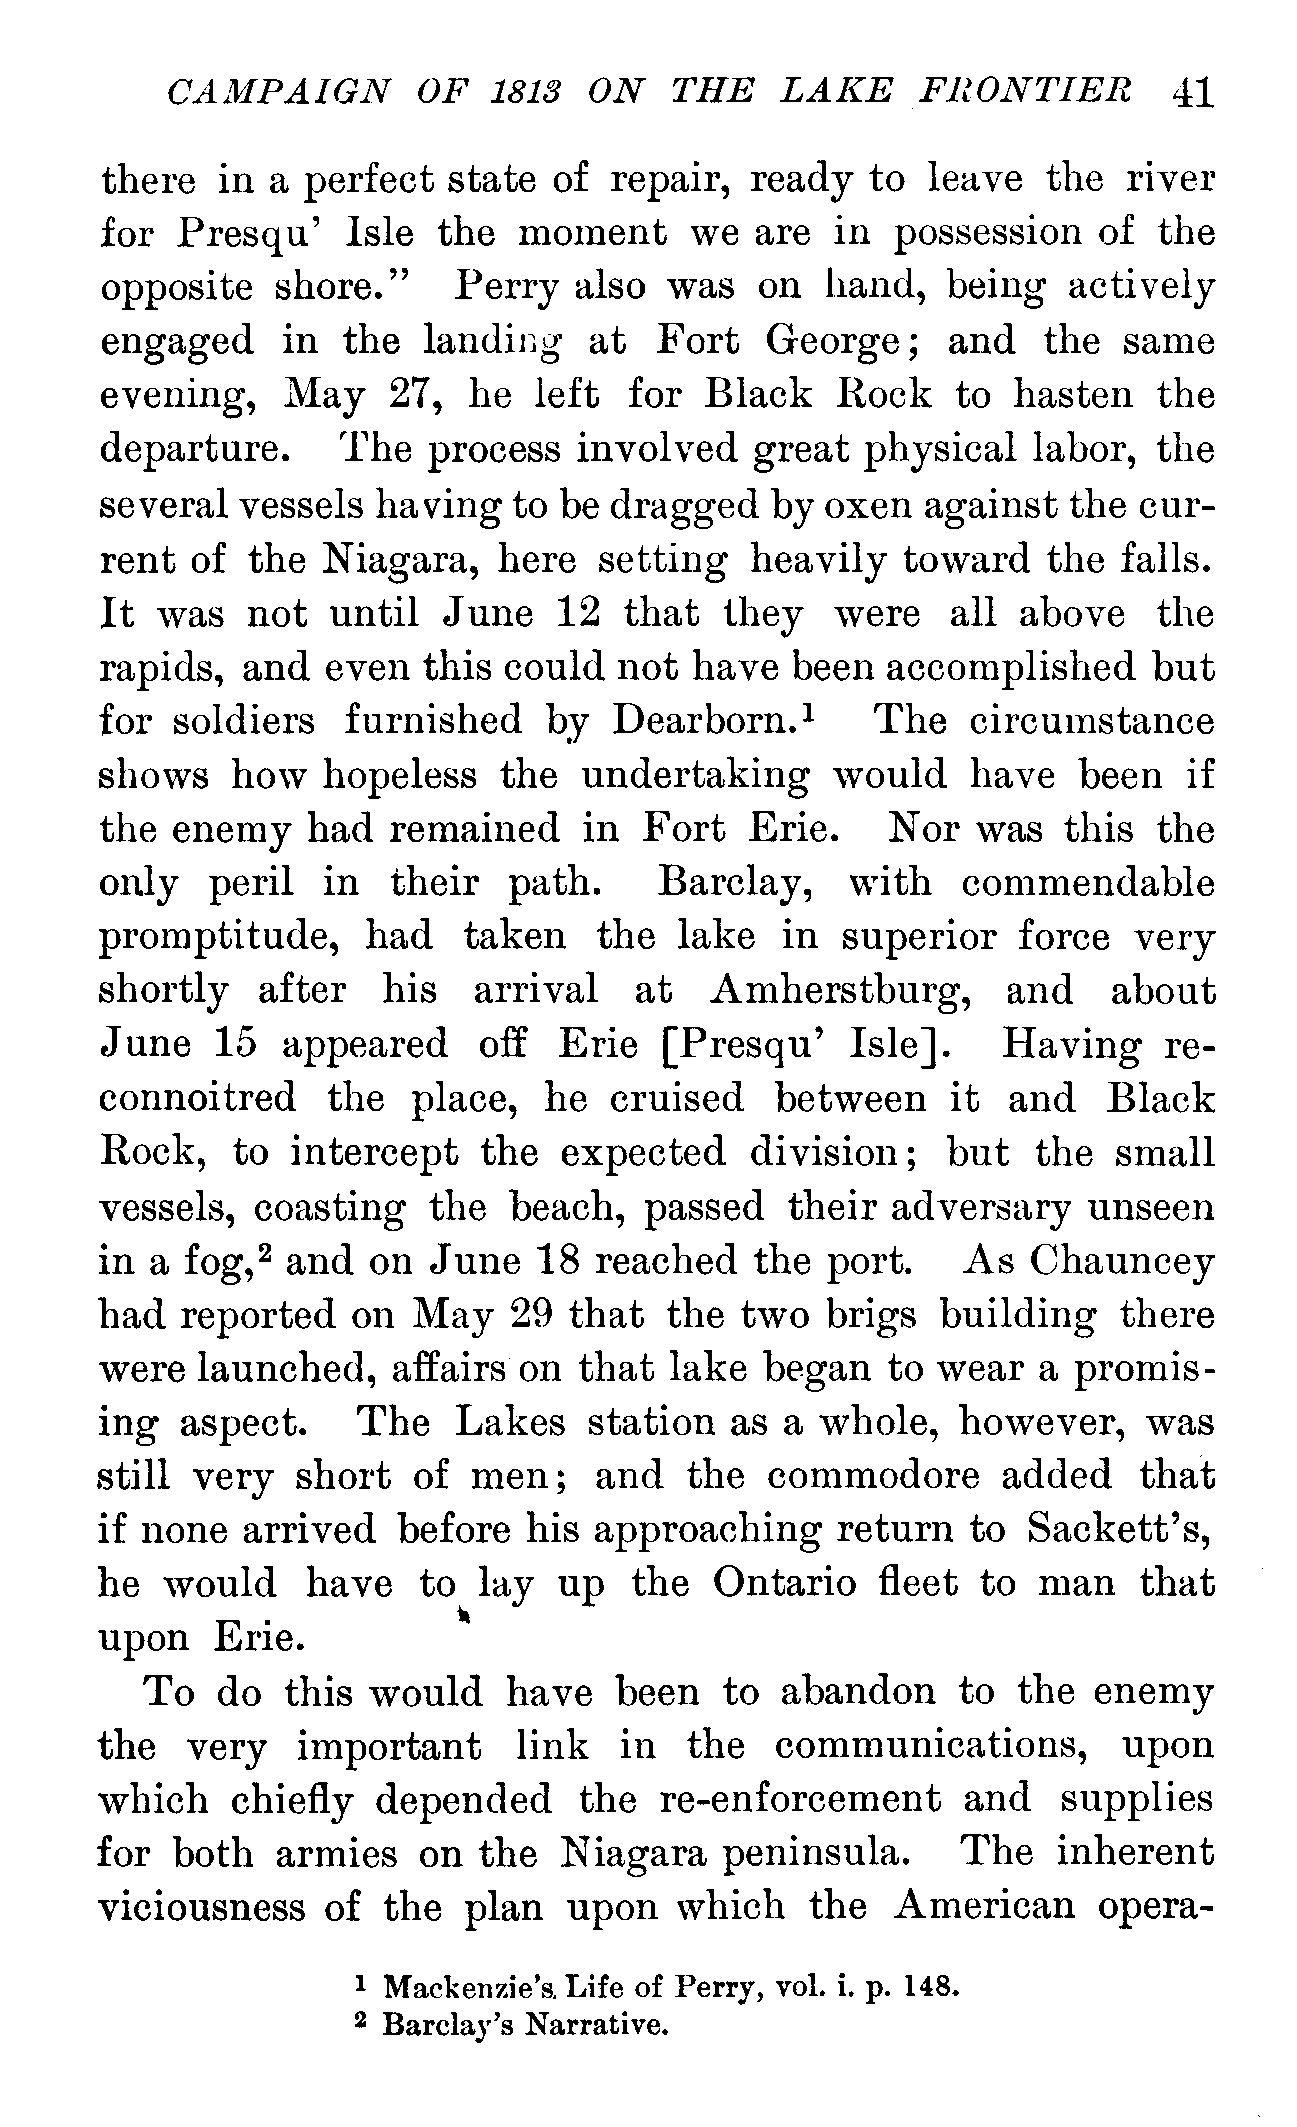 CAMPAIGN OF 1813 ON THE LAKE FRONTIER 41
there in a perfect state of repair, ready to leave the river
for Presqu' Isle the moment we are in possession of the
opposite shore." Perry also was on hand, being actively
engaged in the landing at Fort George; and the same
evening, May 27, he left for Black Rock to hasten the
departure. The process involved great physical labor, the
several vessels having to be dragged by oxen against the cur-
rent of the Niagara, here setting heavily toward the falls.
It was not until June 12 that they were all above the
rapids, and even this could not have been accomplished but
for soldiers furnished by Dearborn.¹ The circumstance
shows how hopeless the undertaking would have been if
the enemy had remained in Fort Erie. Nor was this the
only peril in their path. Barclay, with commendable
promptitude, had taken the lake in superior force very
shortly after his arrival at Amherstburg, and about
June 15 appeared off Erie [Presqu' Isle]. Having re-
connoitred the place, he cruised between it and Black
Rock, to intercept the expected division; but the small
vessels, coasting the beach, passed their adversary unseen
in a fog,² and on June 18 reached the port. As Chauncey
had reported on May 29 that the two brigs building there
were launched, affairs on that lake began to wear a promis-
ing aspect. The Lakes station as a whole, however, was
still very short of men; and the commodore added that
if none arrived before his approaching return to Sackett's,
he would have to lay up the Ontario fleet to man that
upon Erie.
To do this would have been to abandon to the enemy
the very important link in the communications, upon
which chiefly depended the re-enforcement and supplies
for both armies on the Niagara peninsula. The inherent
viciousness of the plan upon which the American opera-
¹ Mackenzie's Life of Perry, vol. i. p. 148.
² Barclay's Narrative.